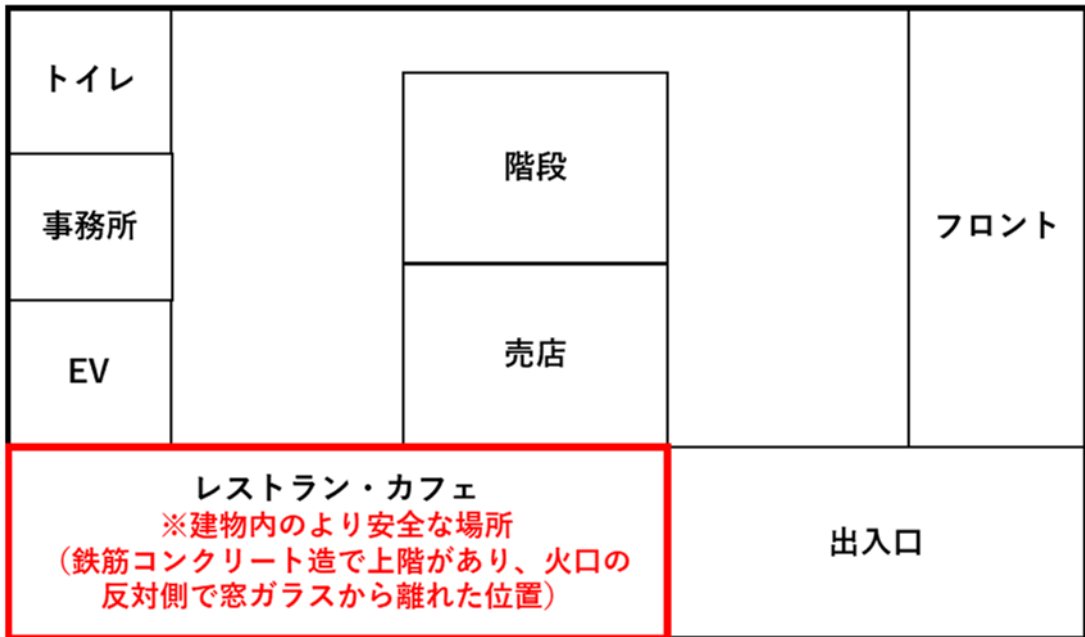 トイレ
階段
事務所
フロント
売店
EV
レストラン・カフェ
※建物内のより安全な場所
（鉄筋コンクリート造で上階があり、火口の
反対側で窓ガラスから離れた位置）
出入口